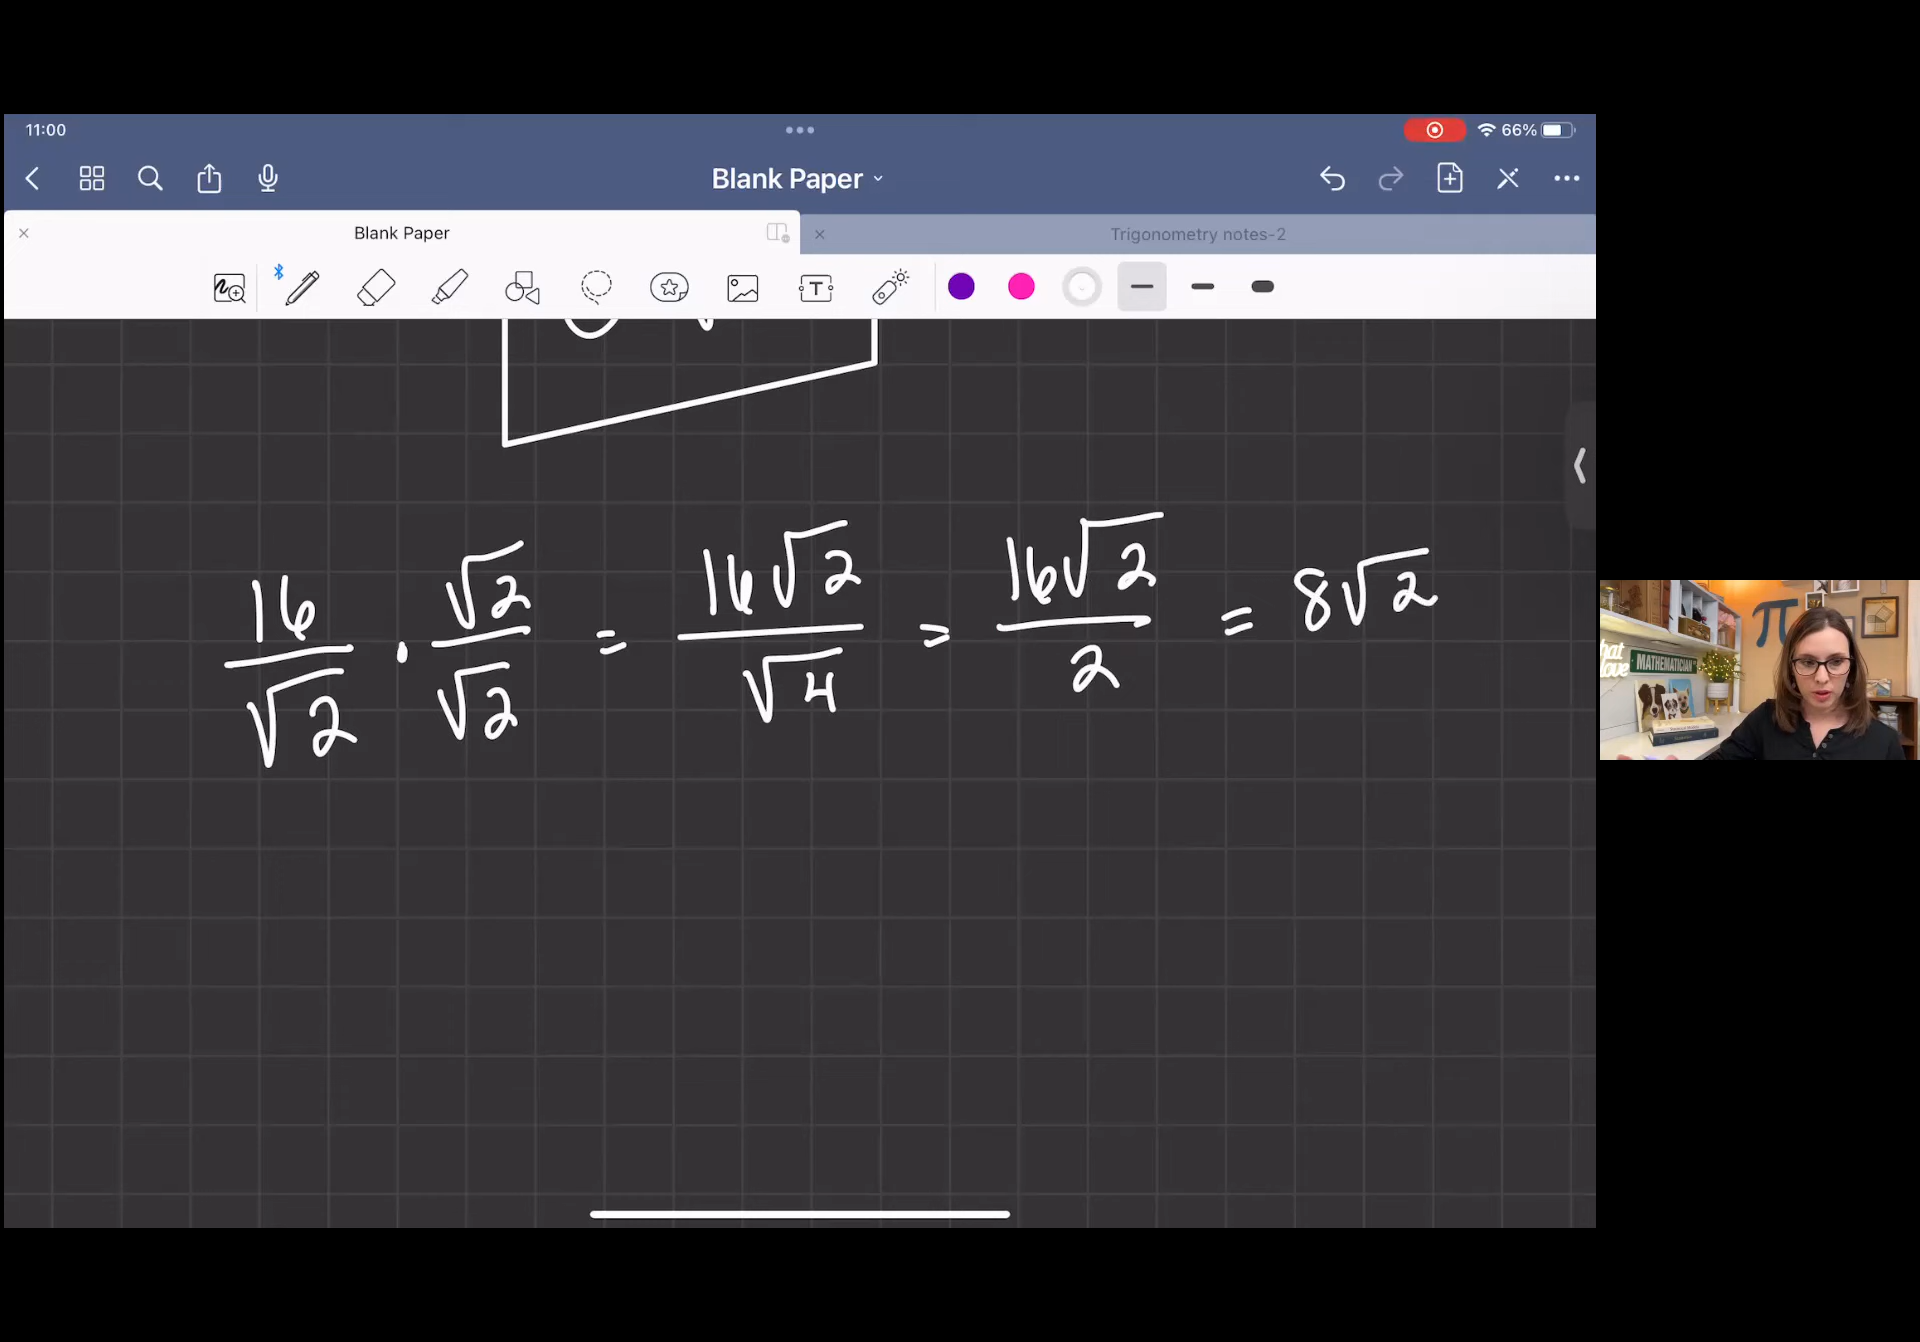 11:00
66%
Blank Paper
Blank Paper
Trigonometry notes-2
T
16/√2 · √2/√2 = 16√2/√4 = 16√2/2 = 8√2
π
MATHEMATICIAN